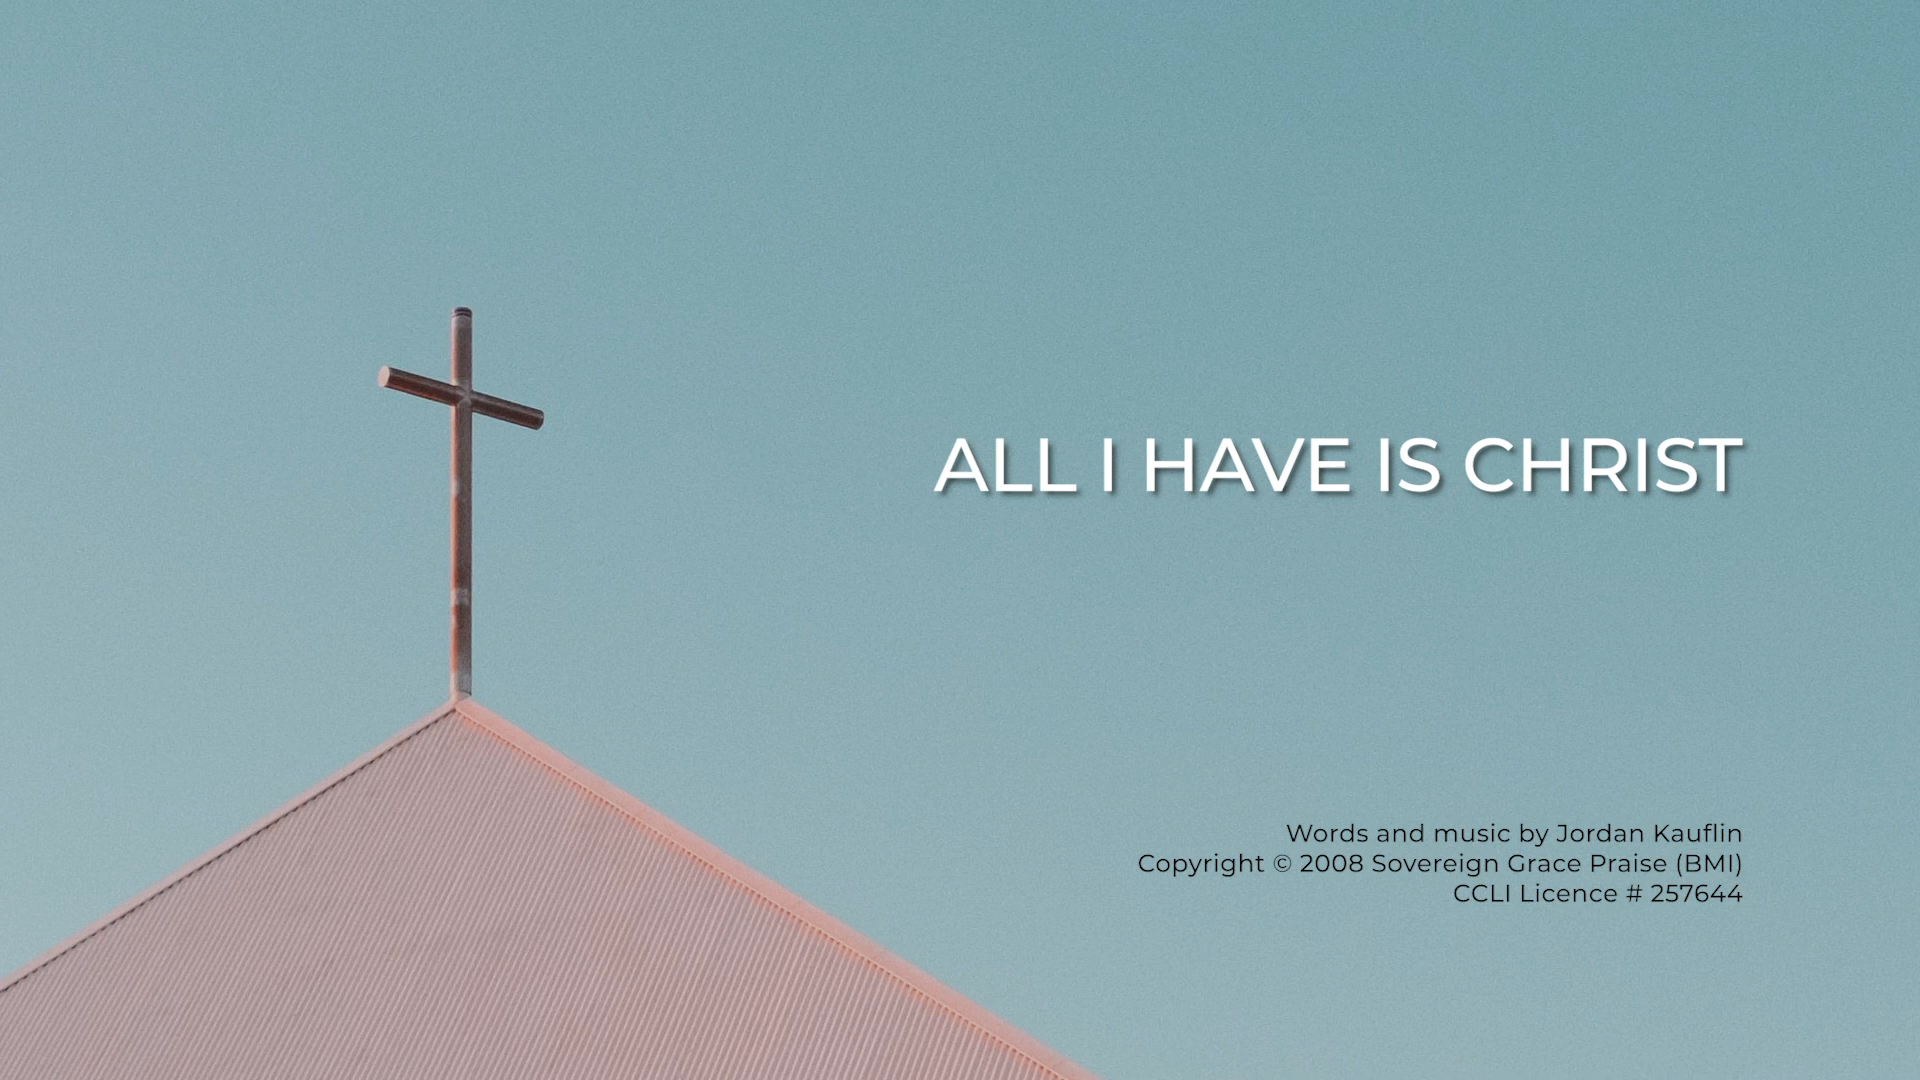 ALL I HAVE IS CHRIST
Words and music by Jordan Kauflin
Copyright © 2008 Sovereign Grace Praise (BMI)
CCLI Licence # 257644